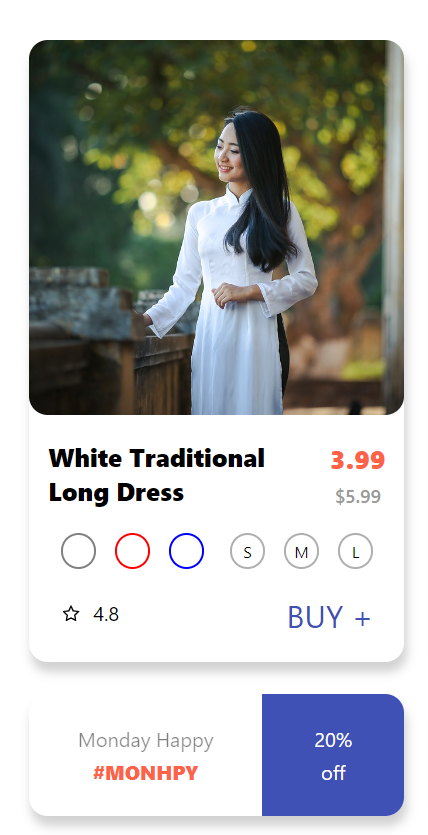 White Traditional
Long Dress
3.99
$5.99
S M L
4.8
BUY +
Monday Happy
#MONHPY
20%
off